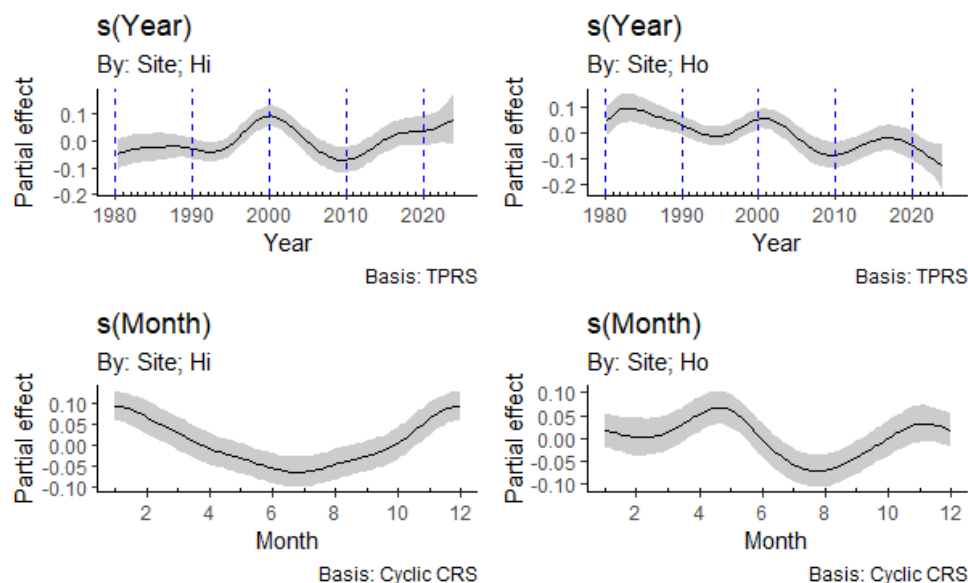 s(Year)
By: Site; Hi
Partial effect
0.1
0.0
-0.1
-0.2
1980 1990 2000 2010 2020
Year
Basis: TPRS
s(Year)
By: Site; Ho
Partial effect
0.1
0.0
-0.1
-0.2
1980 1990 2000 2010 2020
Year
Basis: TPRS
s(Month)
By: Site; Hi
Partial effect
0.10
0.05
0.00
-0.05
-0.10
2 4 6 8 10 12
Month
Basis: Cyclic CRS
s(Month)
By: Site; Ho
Partial effect
0.10
0.05
0.00
-0.05
-0.10
2 4 6 8 10 12
Month
Basis: Cyclic CRS